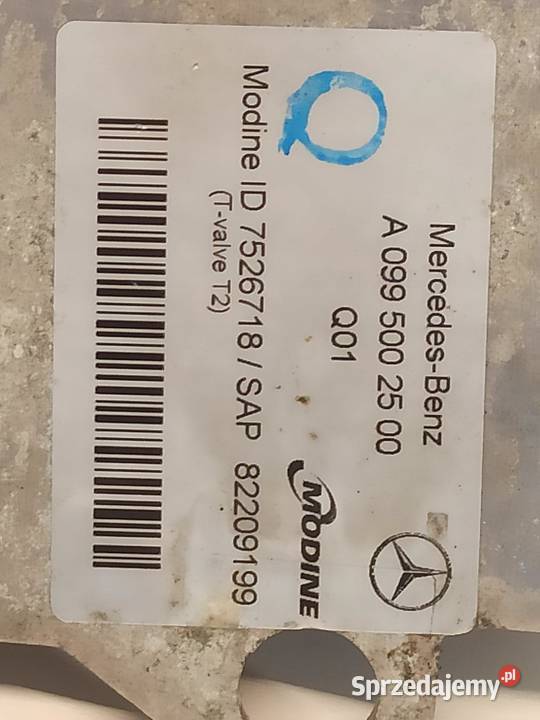 Mercedes-Benz
A 099 500 25 00
Q01
MODINE
Modine ID 7526718 / SAP 82209199
(T-valve T2)
Sprzedajemy.pl